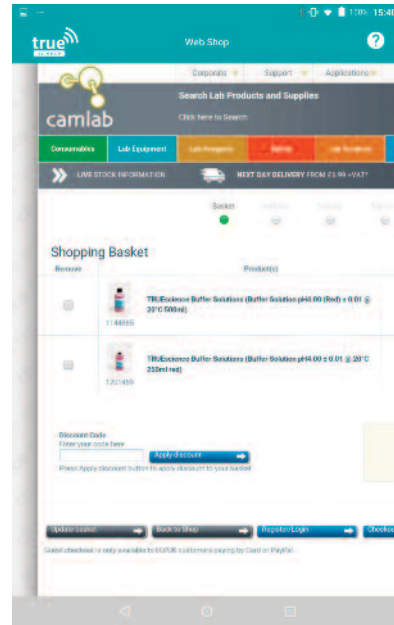 100% 15:40
true
Web Shop
?
camlab
Corporate Support Applications
Search Lab Products and Supplies
Click here to Search
Consumables Lab Equipment
LIVE STOCK INFORMATION NEXT DAY DELIVERY FROM £3.99 +VAT*
Basket
Shopping Basket
Remove Product(s)
TRUEscience Buffer Solutions (Buffer Solution pH4.00 (Red) ± 0.01 @
20°C 500ml)
TRUEscience Buffer Solutions (Buffer Solution pH4.00 ± 0.01 @ 20°C
250ml red)
Discount Code
Enter your code here
Apply discount
Press Apply discount button to apply discount to your basket
Update basket Back to Shop Register/Login Checkou
Guest checkout is only available to EU/UK customers paying by Card or PayPal.